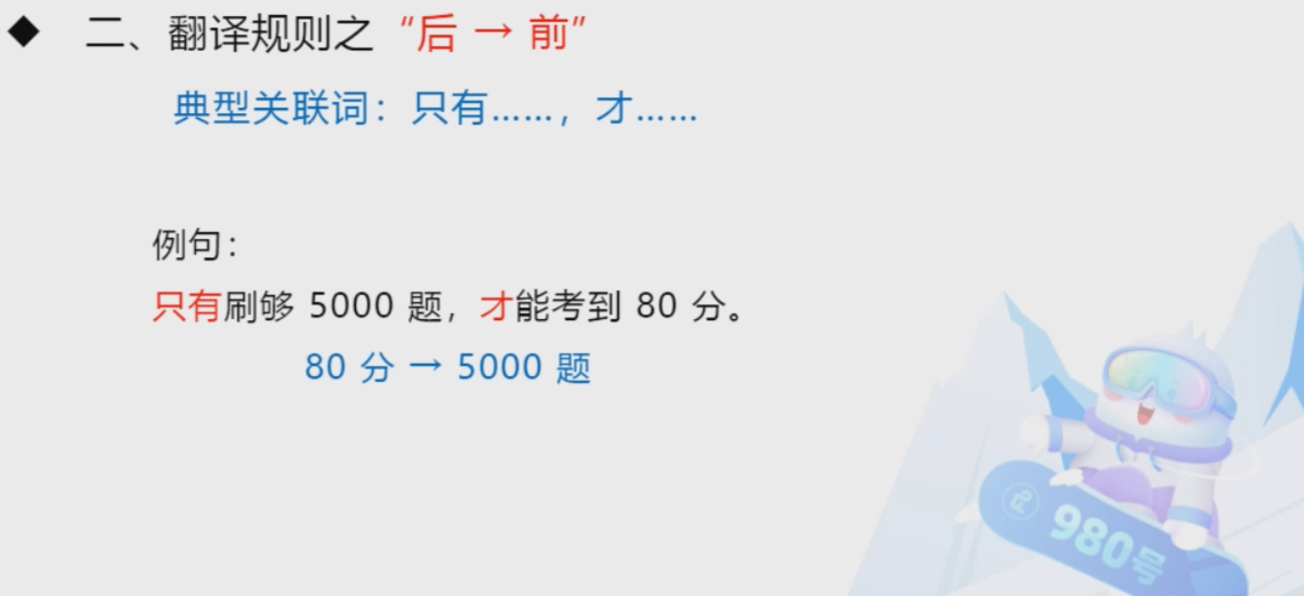 ◆ 二、翻译规则之“后 → 前”
典型关联词：只有……，才……
例句：
只有刷够 5000 题，才能考到 80 分。
80 分 → 5000 题
980号